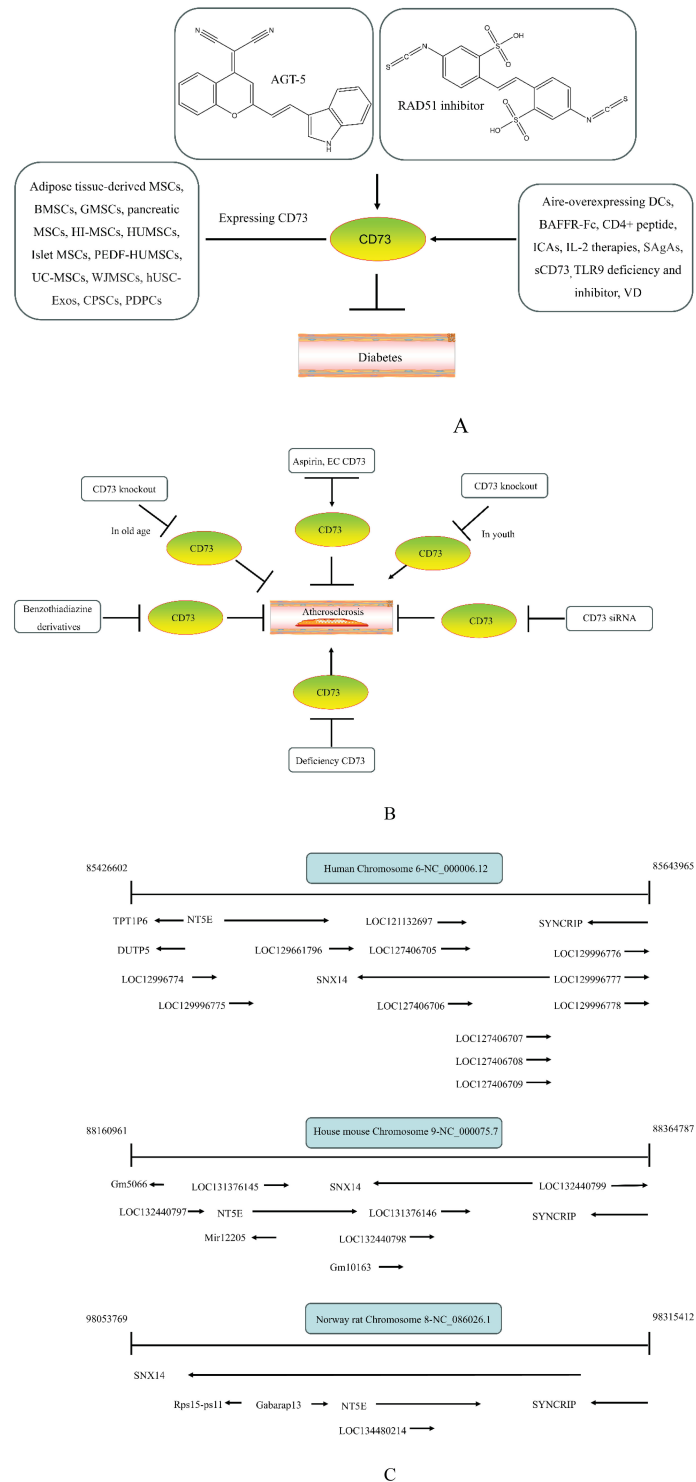 N
N
AGT-5
O
N
H
S
C
N
O
S
OH
O
RAD51 inhibitor
O
HO
S
O
N
C
S
Adipose tissue-derived MSCs,
BMSCs, GMSCs, pancreatic
MSCs, HI-MSCs, HUMSCs,
Islet MSCs, PEDF-HUMSCs,
UC-MSCs, WJMSCs, hUSC-
Exos, CPSCs, PDPCs
Expressing CD73
CD73
Aire-overexpressing DCs,
BAFFR-Fc, CD4+ peptide,
ICAs, IL-2 therapies, SAgAs,
sCD73, TLR9 deficiency and
inhibitor, VD
Diabetes
A
Aspirin, EC CD73
CD73 knockout
CD73 knockout
In old age
In youth
CD73
CD73
CD73
Benzothiadiazine
derivatives
CD73
Atherosclerosis
CD73
CD73 siRNA
CD73
Deficiency CD73
B
85426602
Human Chromosome 6-NC_000006.12
85643965
TPT1P6
NT5E
LOC121132697
SYNCRIP
DUTP5
LOC129661796
LOC127406705
LOC129996776
LOC12996774
SNX14
LOC129996777
LOC129996775
LOC127406706
LOC129996778
LOC127406707
LOC127406708
LOC127406709
88160961
House mouse Chromosome 9-NC_000075.7
88364787
Gm5066
LOC131376145
SNX14
LOC132440799
LOC132440797
NT5E
LOC131376146
SYNCRIP
Mir12205
LOC132440798
Gm10163
98053769
Norway rat Chromosome 8-NC_086026.1
98315412
SNX14
Rps15-ps11
Gabarap13
NT5E
SYNCRIP
LOC134480214
C